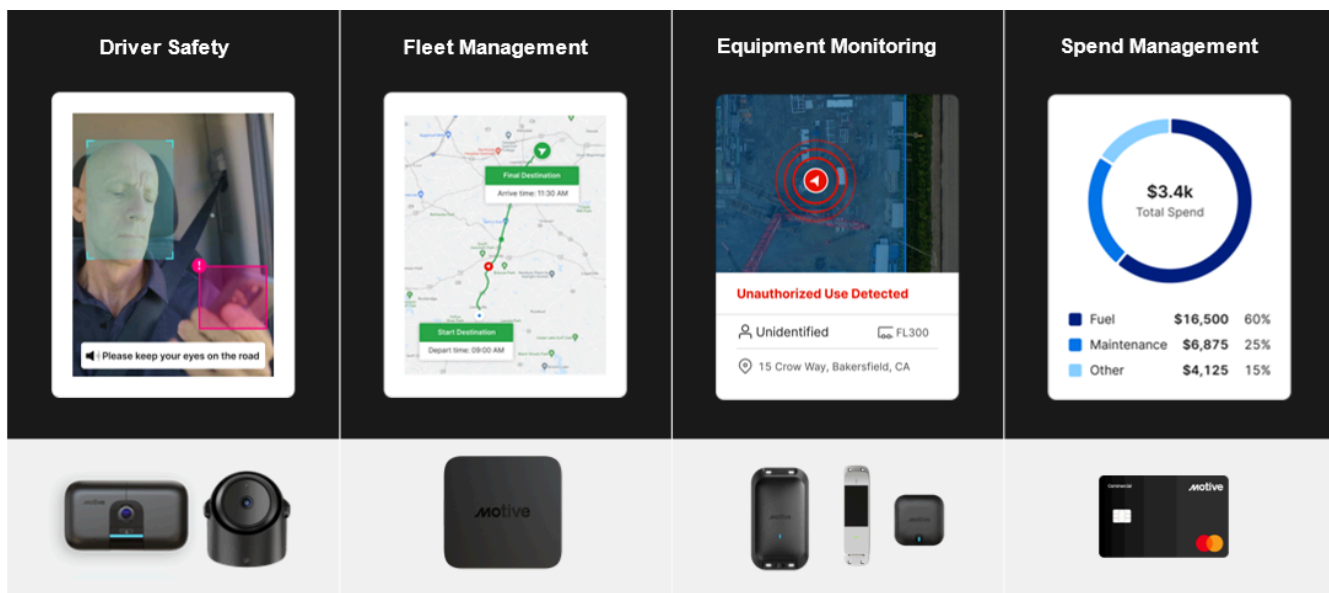 Driver Safety
Please keep your eyes on the road
Fleet Management
Final Destination
Arrive time: 11:30 AM
Start Destination
Depart time: 09:00 AM
Equipment Monitoring
Unauthorized Use Detected
Unidentified FL300
15 Crow Way, Bakersfield, CA
Spend Management
$3.4k
Total Spend
Fuel $16,500 60%
Maintenance $6,875 25%
Other $4,125 15%
motive
motive
motive
motive
Commercial motive